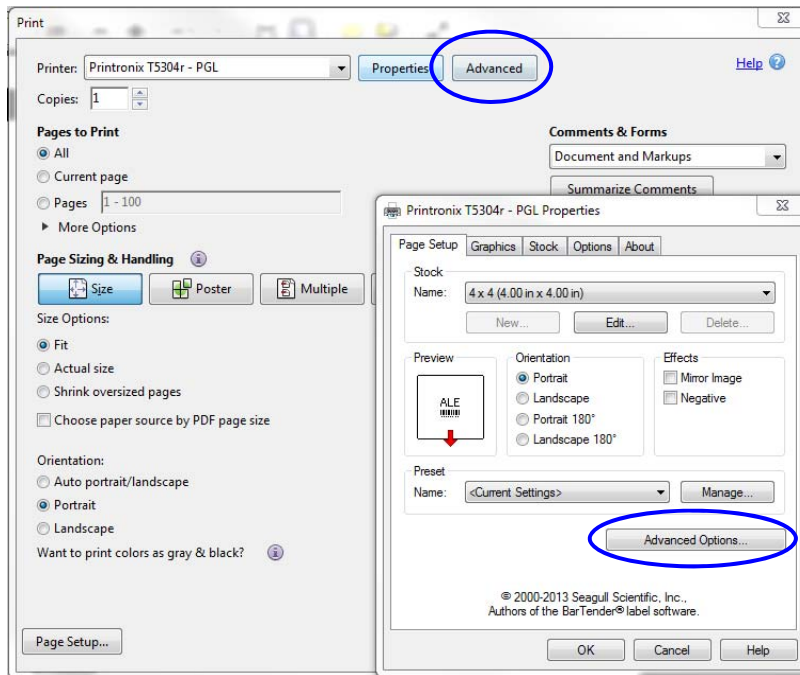 Print
Printer: Printronix T5304r - PGL Properties Advanced Help
Copies: 1
Pages to Print
All
Current page
Pages 1 - 100
More Options
Comments & Forms
Document and Markups
Summarize Comments
Page Sizing & Handling
Size Poster Multiple
Size Options:
Fit
Actual size
Shrink oversized pages
Choose paper source by PDF page size
Orientation:
Auto portrait/landscape
Portrait
Landscape
Want to print colors as gray & black?
Page Setup...
Printronix T5304r - PGL Properties
Page Setup Graphics Stock Options About
Stock
Name: 4 x 4 (4.00 in x 4.00 in)
New... Edit... Delete...
Preview
ALE
Orientation
Portrait
Landscape
Portrait 180°
Landscape 180°
Effects
Mirror Image
Negative
Preset
Name: <Current Settings> Manage...
Advanced Options...
© 2000-2013 Seagull Scientific, Inc.,
Authors of the BarTender® label software.
OK Cancel Help